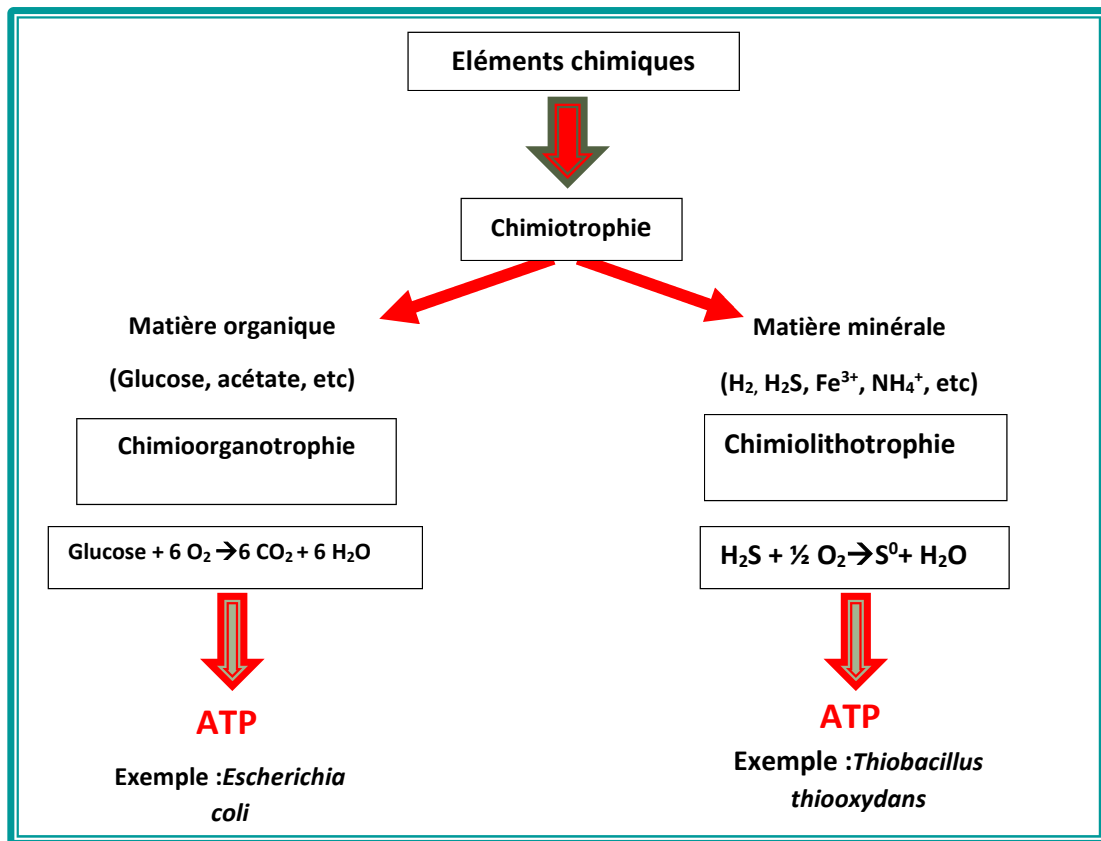 Eléments chimiques
Chimiotrophie
Matière organique
(Glucose, acétate, etc)
Chimioorganotrophie
Glucose + 6 O₂ →6 CO₂ + 6 H₂O
ATP
Exemple :Escherichia
coli
Matière minérale
(H₂, H₂S, Fe³⁺, NH₄⁺, etc)
Chimiolithotrophie
H₂S + ½ O₂→S⁰+ H₂O
ATP
Exemple :Thiobacillus
thiooxydans